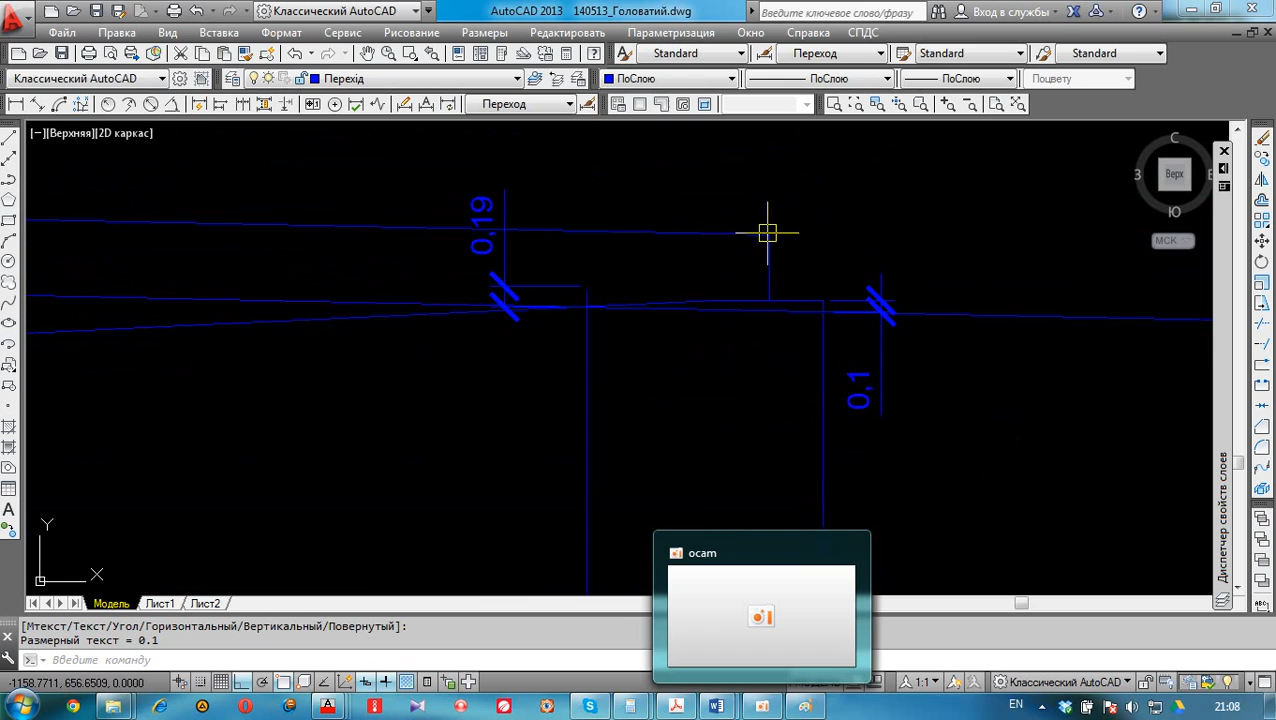 Классический AutoCAD
AutoCAD 2013 140513_Головатий.dwg
Введите ключевое слово/фразу
Вход в службы
Файл Правка Вид Вставка Формат Сервис Рисование Размеры Редактировать Параметризация Окно Справка СПДС
Standard Переход Standard Standard
Классический AutoCAD Перехід ПоСлою ПоСлою ПоСлою Поцвету
Переход
[−][Верхняя][2D каркас]
С
З Верх
Ю
МСК
0,19
0,1
Y
X
Диспетчер свойств слоев
ocam
Модель Лист1 Лист2
[Мтекст/Текст/Угол/Горизонтальный/Вертикальный/Повернутый]:
Размерный текст = 0.1
Введите команду
-1158.7711, 656.6509, 0.0000
1:1
Классический AutoCAD
EN
21:08